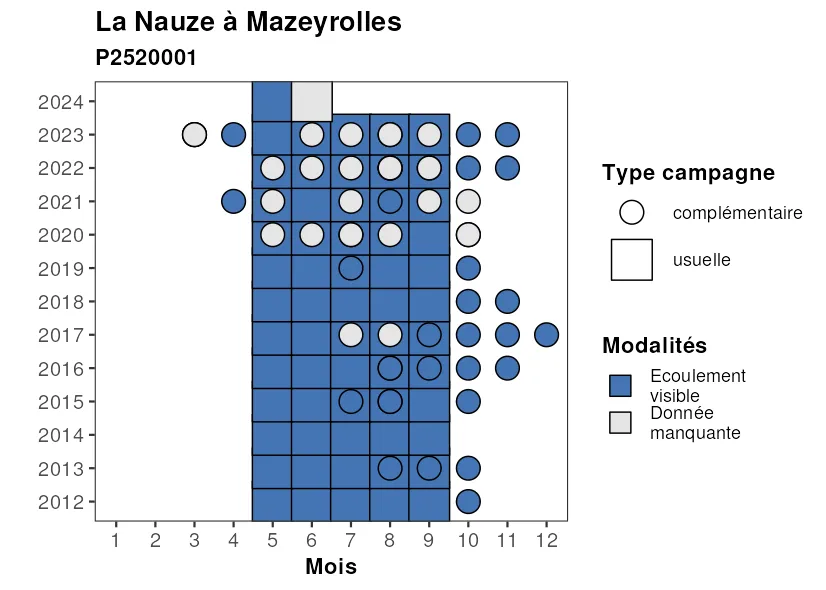 La Nauze à Mazeyrolles
P2520001
2024
2023
2022
2021
2020
2019
2018
2017
2016
2015
2014
2013
2012
1 2 3 4 5 6 7 8 9 10 11 12
Mois
Type campagne
complémentaire
usuelle
Modalités
Ecoulement
visible
Donnée
manquante